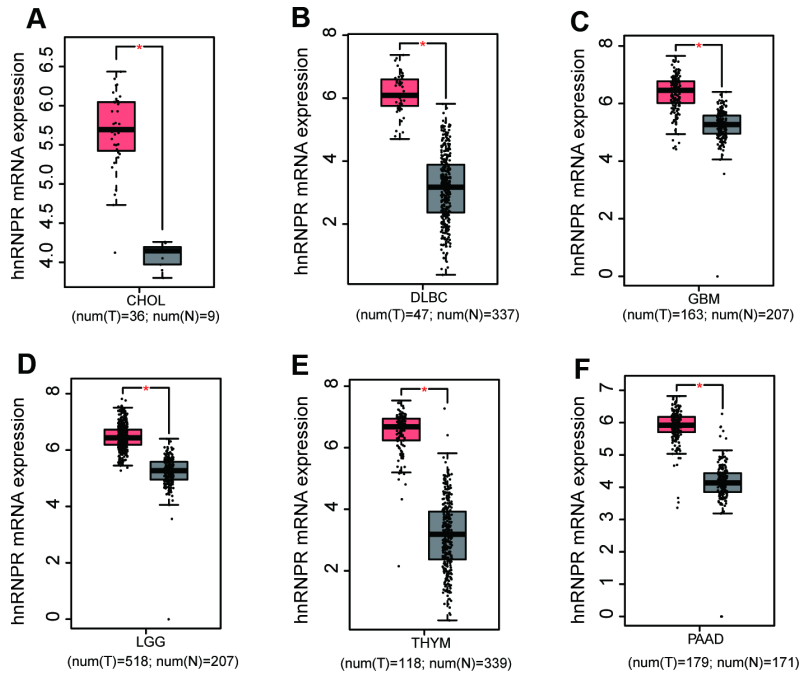 A
hnRNPR mRNA expression
6.5
6.0
5.5
5.0
4.5
4.0
*
CHOL
(num(T)=36; num(N)=9)
B
hnRNPR mRNA expression
8
6
4
2
*
DLBC
(num(T)=47; num(N)=337)
C
hnRNPR mRNA expression
8
6
4
2
0
*
GBM
(num(T)=163; num(N)=207)
D
hnRNPR mRNA expression
8
6
4
2
0
*
LGG
(num(T)=518; num(N)=207)
E
hnRNPR mRNA expression
8
6
4
2
*
THYM
(num(T)=118; num(N)=339)
F
hnRNPR mRNA expression
7
6
5
4
3
2
1
0
*
PAAD
(num(T)=179; num(N)=171)